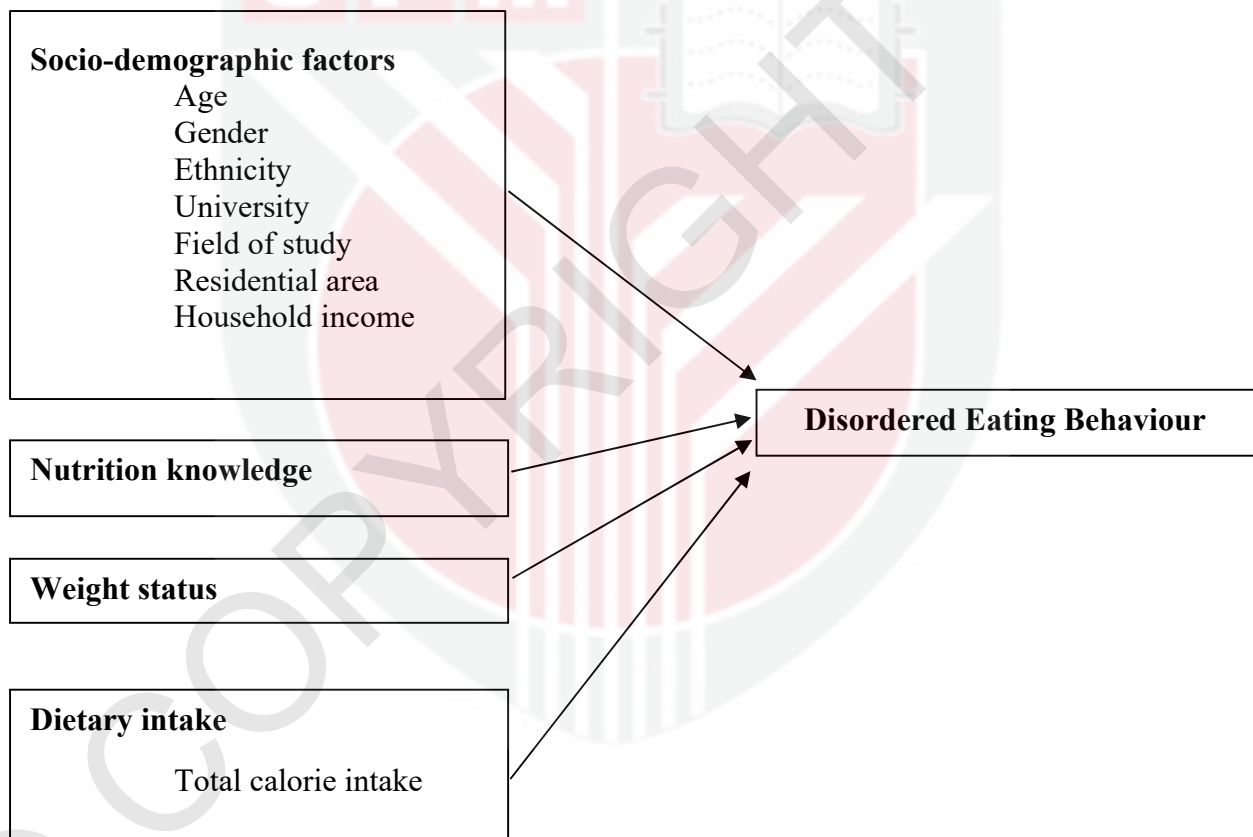 Socio-demographic factors
Age
Gender
Ethnicity
University
Field of study
Residential area
Household income
Disordered Eating Behaviour
Nutrition knowledge
Weight status
Dietary intake
Total calorie intake
COPYRIGHT